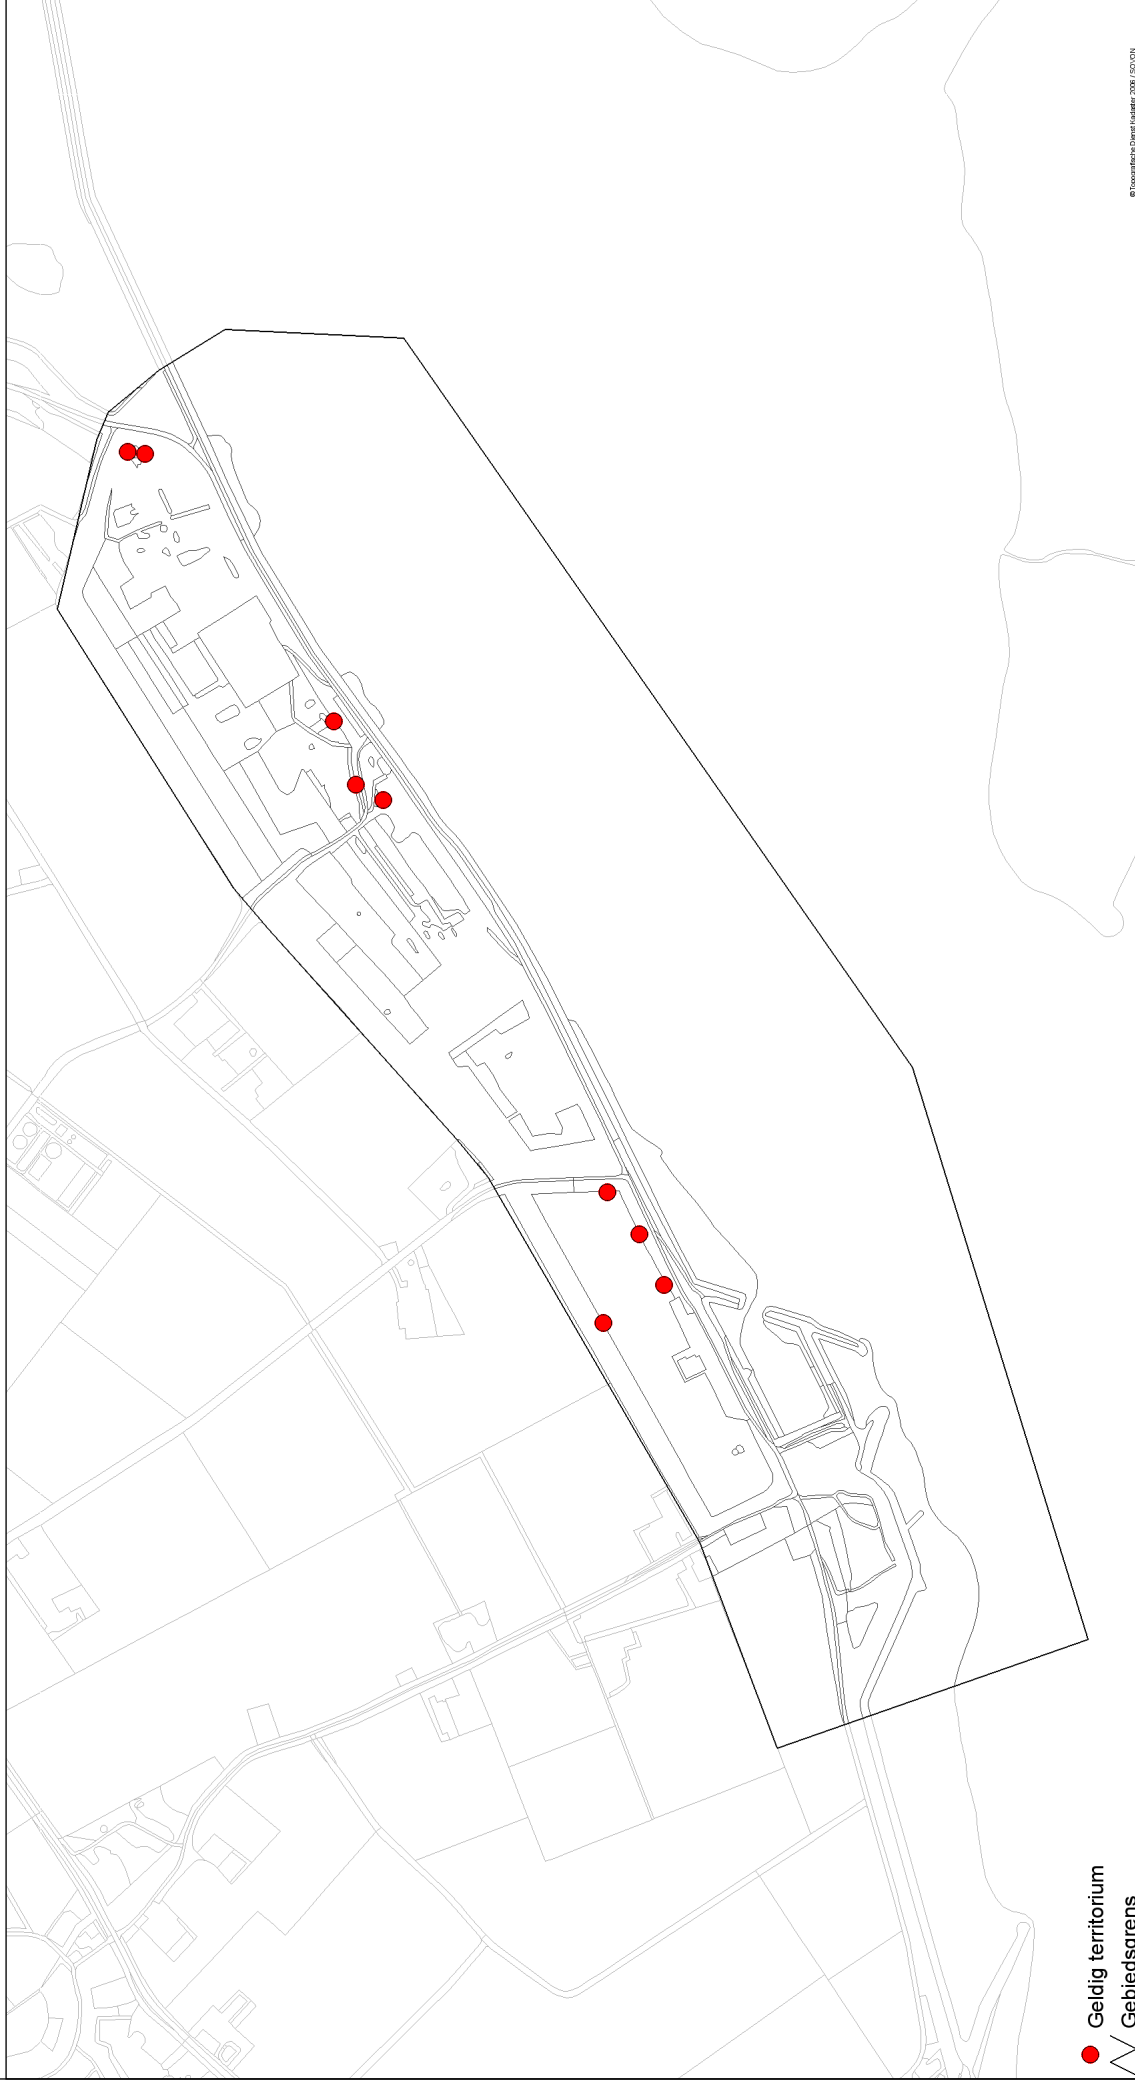 © Topografische Dienst Kadaster 2006 / SOVON
Geldig territorium
Gebiedsgrens